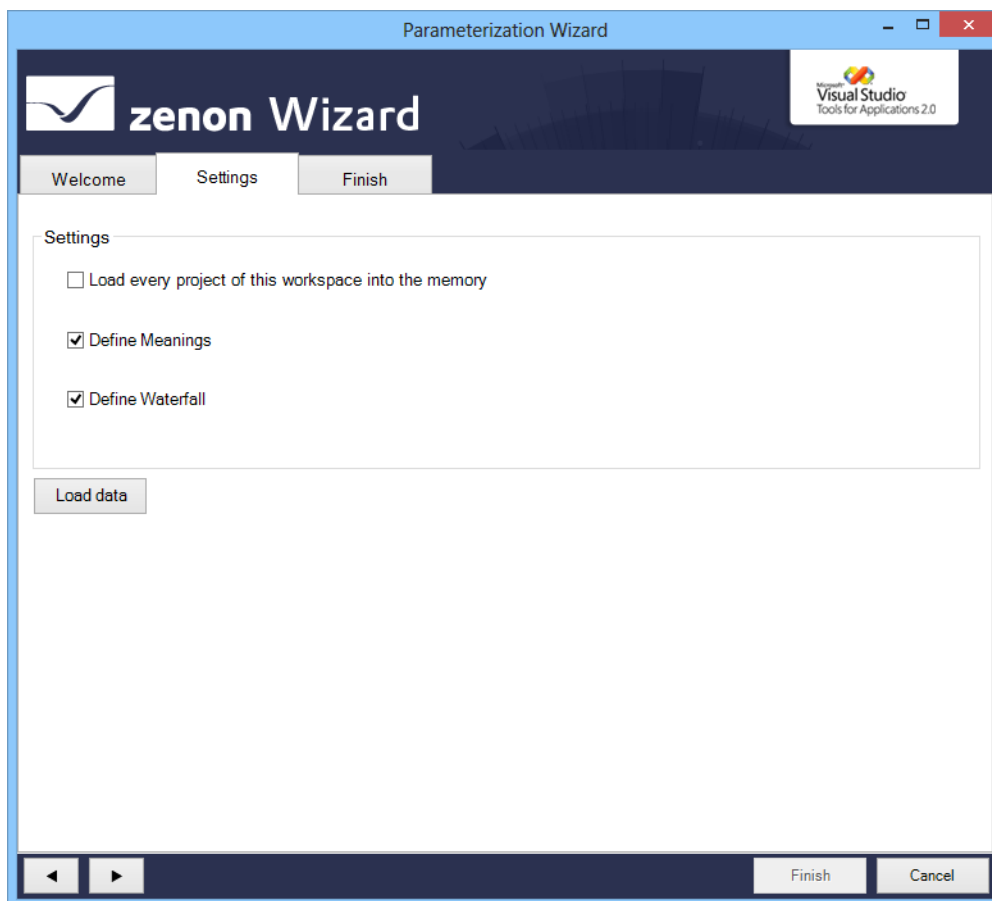 Parameterization Wizard
zenon Wizard
Microsoft
Visual Studio
Tools for Applications 2.0
Welcome
Settings
Finish
Settings
Load every project of this workspace into the memory
Define Meanings
Define Waterfall
Load data
Finish
Cancel